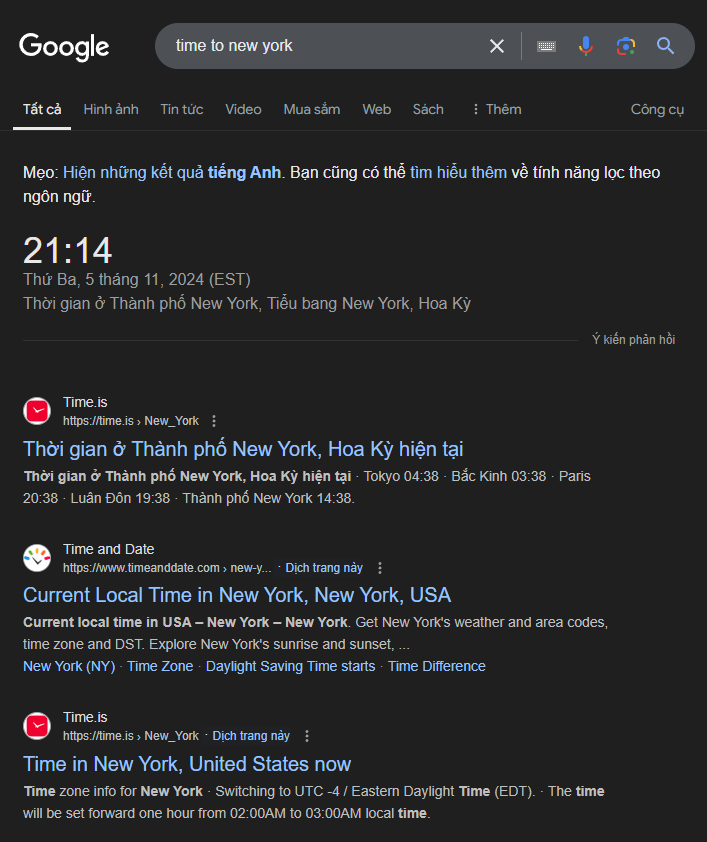 Google
time to new york
Tất cả Hình ảnh Tin tức Video Mua sắm Web Sách Thêm Công cụ
Mẹo: Hiện những kết quả tiếng Anh. Bạn cũng có thể tìm hiểu thêm về tính năng lọc theo
ngôn ngữ.
21:14
Thứ Ba, 5 tháng 11, 2024 (EST)
Thời gian ở Thành phố New York, Tiểu bang New York, Hoa Kỳ
Ý kiến phản hồi
Time.is
https://time.is › New_York
Thời gian ở Thành phố New York, Hoa Kỳ hiện tại
Thời gian ở Thành phố New York, Hoa Kỳ hiện tại · Tokyo 04:38 · Bắc Kinh 03:38 · Paris
20:38 · Luân Đôn 19:38 · Thành phố New York 14:38.
Time and Date
https://www.timeanddate.com › new-y... · Dịch trang này
Current Local Time in New York, New York, USA
Current local time in USA – New York – New York. Get New York's weather and area codes,
time zone and DST. Explore New York's sunrise and sunset, ...
New York (NY) · Time Zone · Daylight Saving Time starts · Time Difference
Time.is
https://time.is › New_York · Dịch trang này
Time in New York, United States now
Time zone info for New York · Switching to UTC -4 / Eastern Daylight Time (EDT). · The time
will be set forward one hour from 02:00AM to 03:00AM local time.